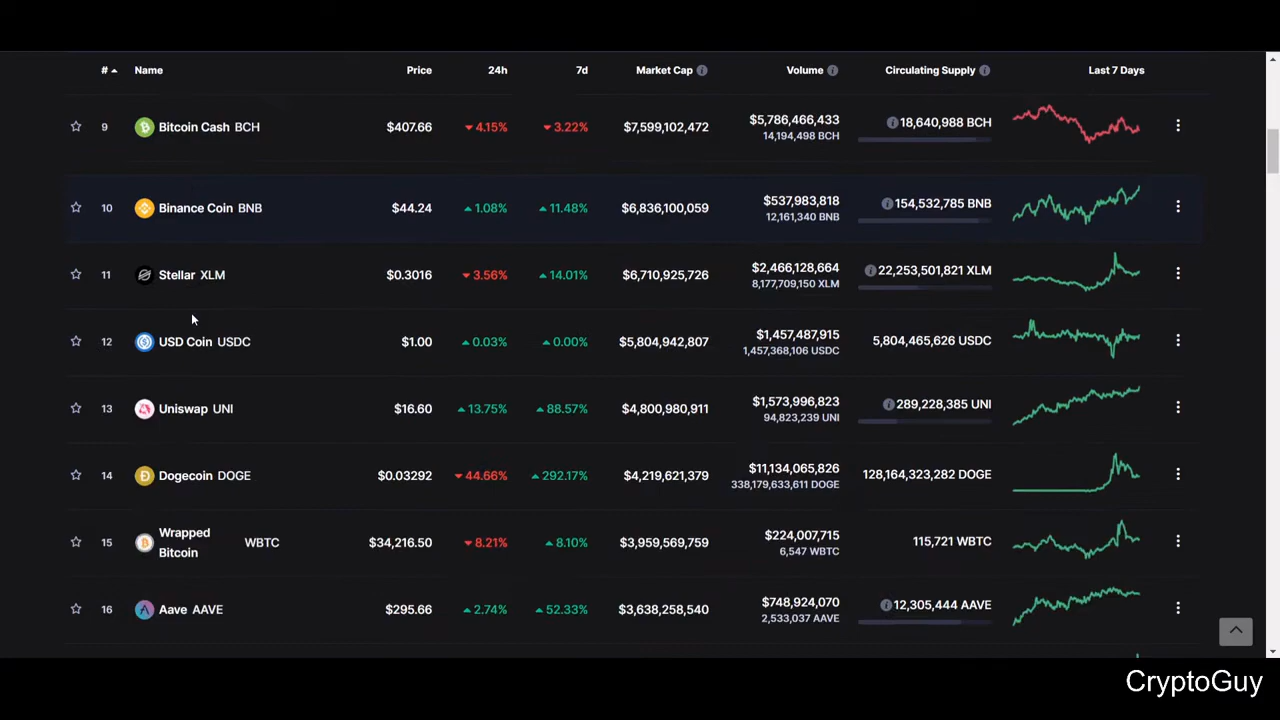 # Name Price 24h 7d Market Cap Volume Circulating Supply Last 7 Days
9 Bitcoin Cash BCH $407.66 4.15% 3.22% $7,599,102,472 $5,786,466,433 18,640,988 BCH
14,194,498 BCH
10 Binance Coin BNB $44.24 1.08% 11.48% $6,836,100,059 $537,983,818 154,532,785 BNB
12,161,340 BNB
11 Stellar XLM $0.3016 3.56% 14.01% $6,710,925,726 $2,466,128,664 22,253,501,821 XLM
8,177,709,150 XLM
12 USD Coin USDC $1.00 0.03% 0.00% $5,804,942,807 $1,457,487,915 5,804,465,626 USDC
1,457,368,106 USDC
13 Uniswap UNI $16.60 13.75% 88.57% $4,800,980,911 $1,573,996,823 289,228,385 UNI
94,823,239 UNI
14 Dogecoin DOGE $0.03292 44.66% 292.17% $4,219,621,379 $11,134,065,826 128,164,323,282 DOGE
338,179,633,611 DOGE
15 Wrapped Bitcoin WBTC $34,216.50 8.21% 8.10% $3,959,569,759 $224,007,715 115,721 WBTC
6,547 WBTC
16 Aave AAVE $295.66 2.74% 52.33% $3,638,258,540 $748,924,070 12,305,444 AAVE
2,533,037 AAVE
CryptoGuy